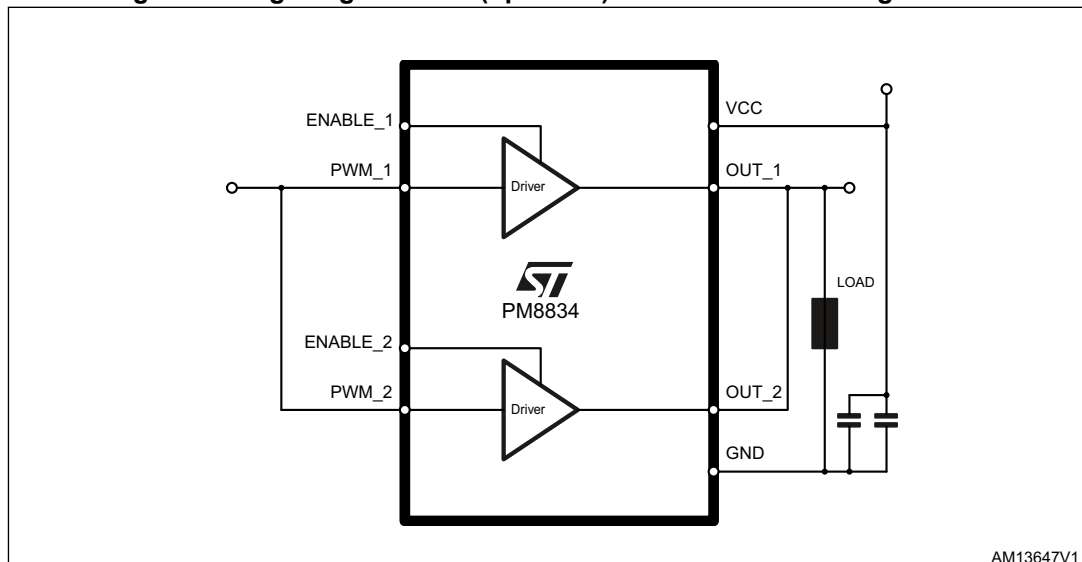 ENABLE_1
PWM_1
Driver
VCC
OUT_1
ST
PM8834
LOAD
ENABLE_2
PWM_2
Driver
OUT_2
GND
AM13647V1